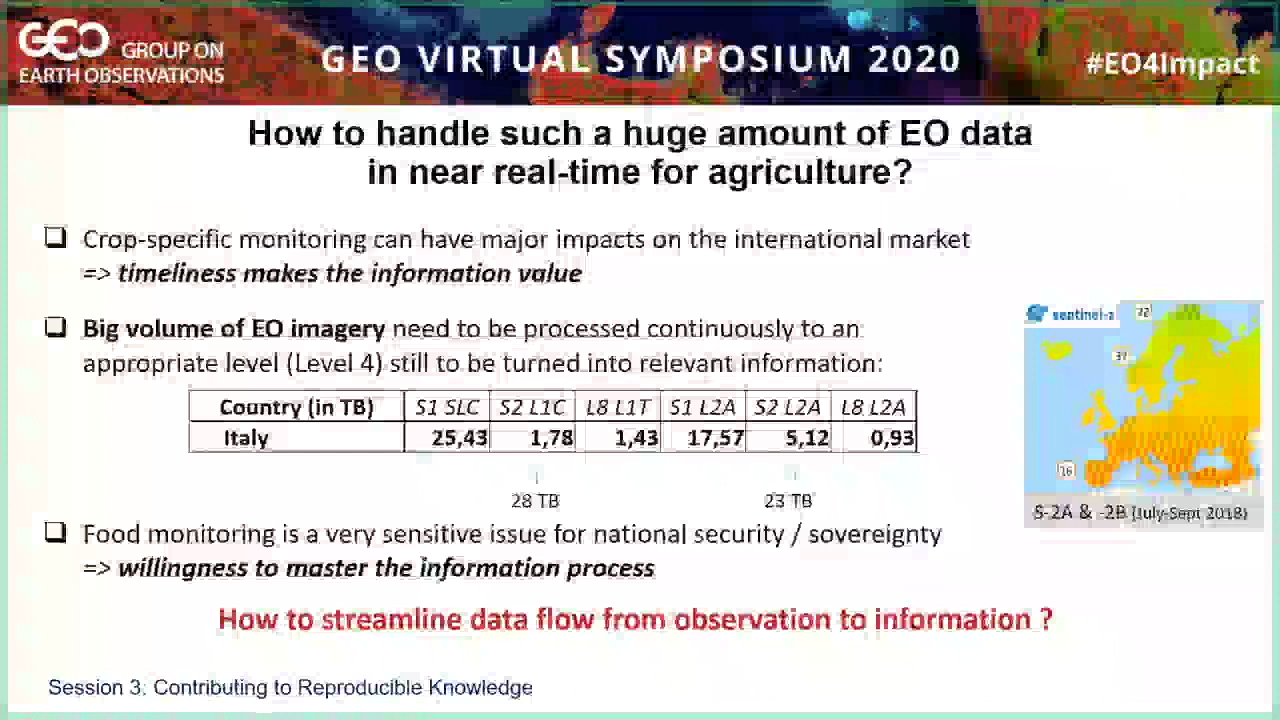 GEO GROUP ON
EARTH OBSERVATIONS
GEO VIRTUAL SYMPOSIUM 2020
#EO4Impact
How to handle such a huge amount of EO data
in near real-time for agriculture?
❑ Crop-specific monitoring can have major impacts on the international market
=> timeliness makes the information value
❑ Big volume of EO imagery need to be processed continuously to an
appropriate level (Level 4) still to be turned into relevant information:
Country (in TB) S1 SLC S2 L1C L8 L1T S1 L2A S2 L2A L8 L2A
Italy 25,43 1,78 1,43 17,57 5,12 0,93
28 TB 23 TB
sentinel-2
72
37
16
S-2A & -2B (July-Sept 2018)
❑ Food monitoring is a very sensitive issue for national security / sovereignty
=> willingness to master the information process
How to streamline data flow from observation to information ?
Session 3: Contributing to Reproducible Knowledge